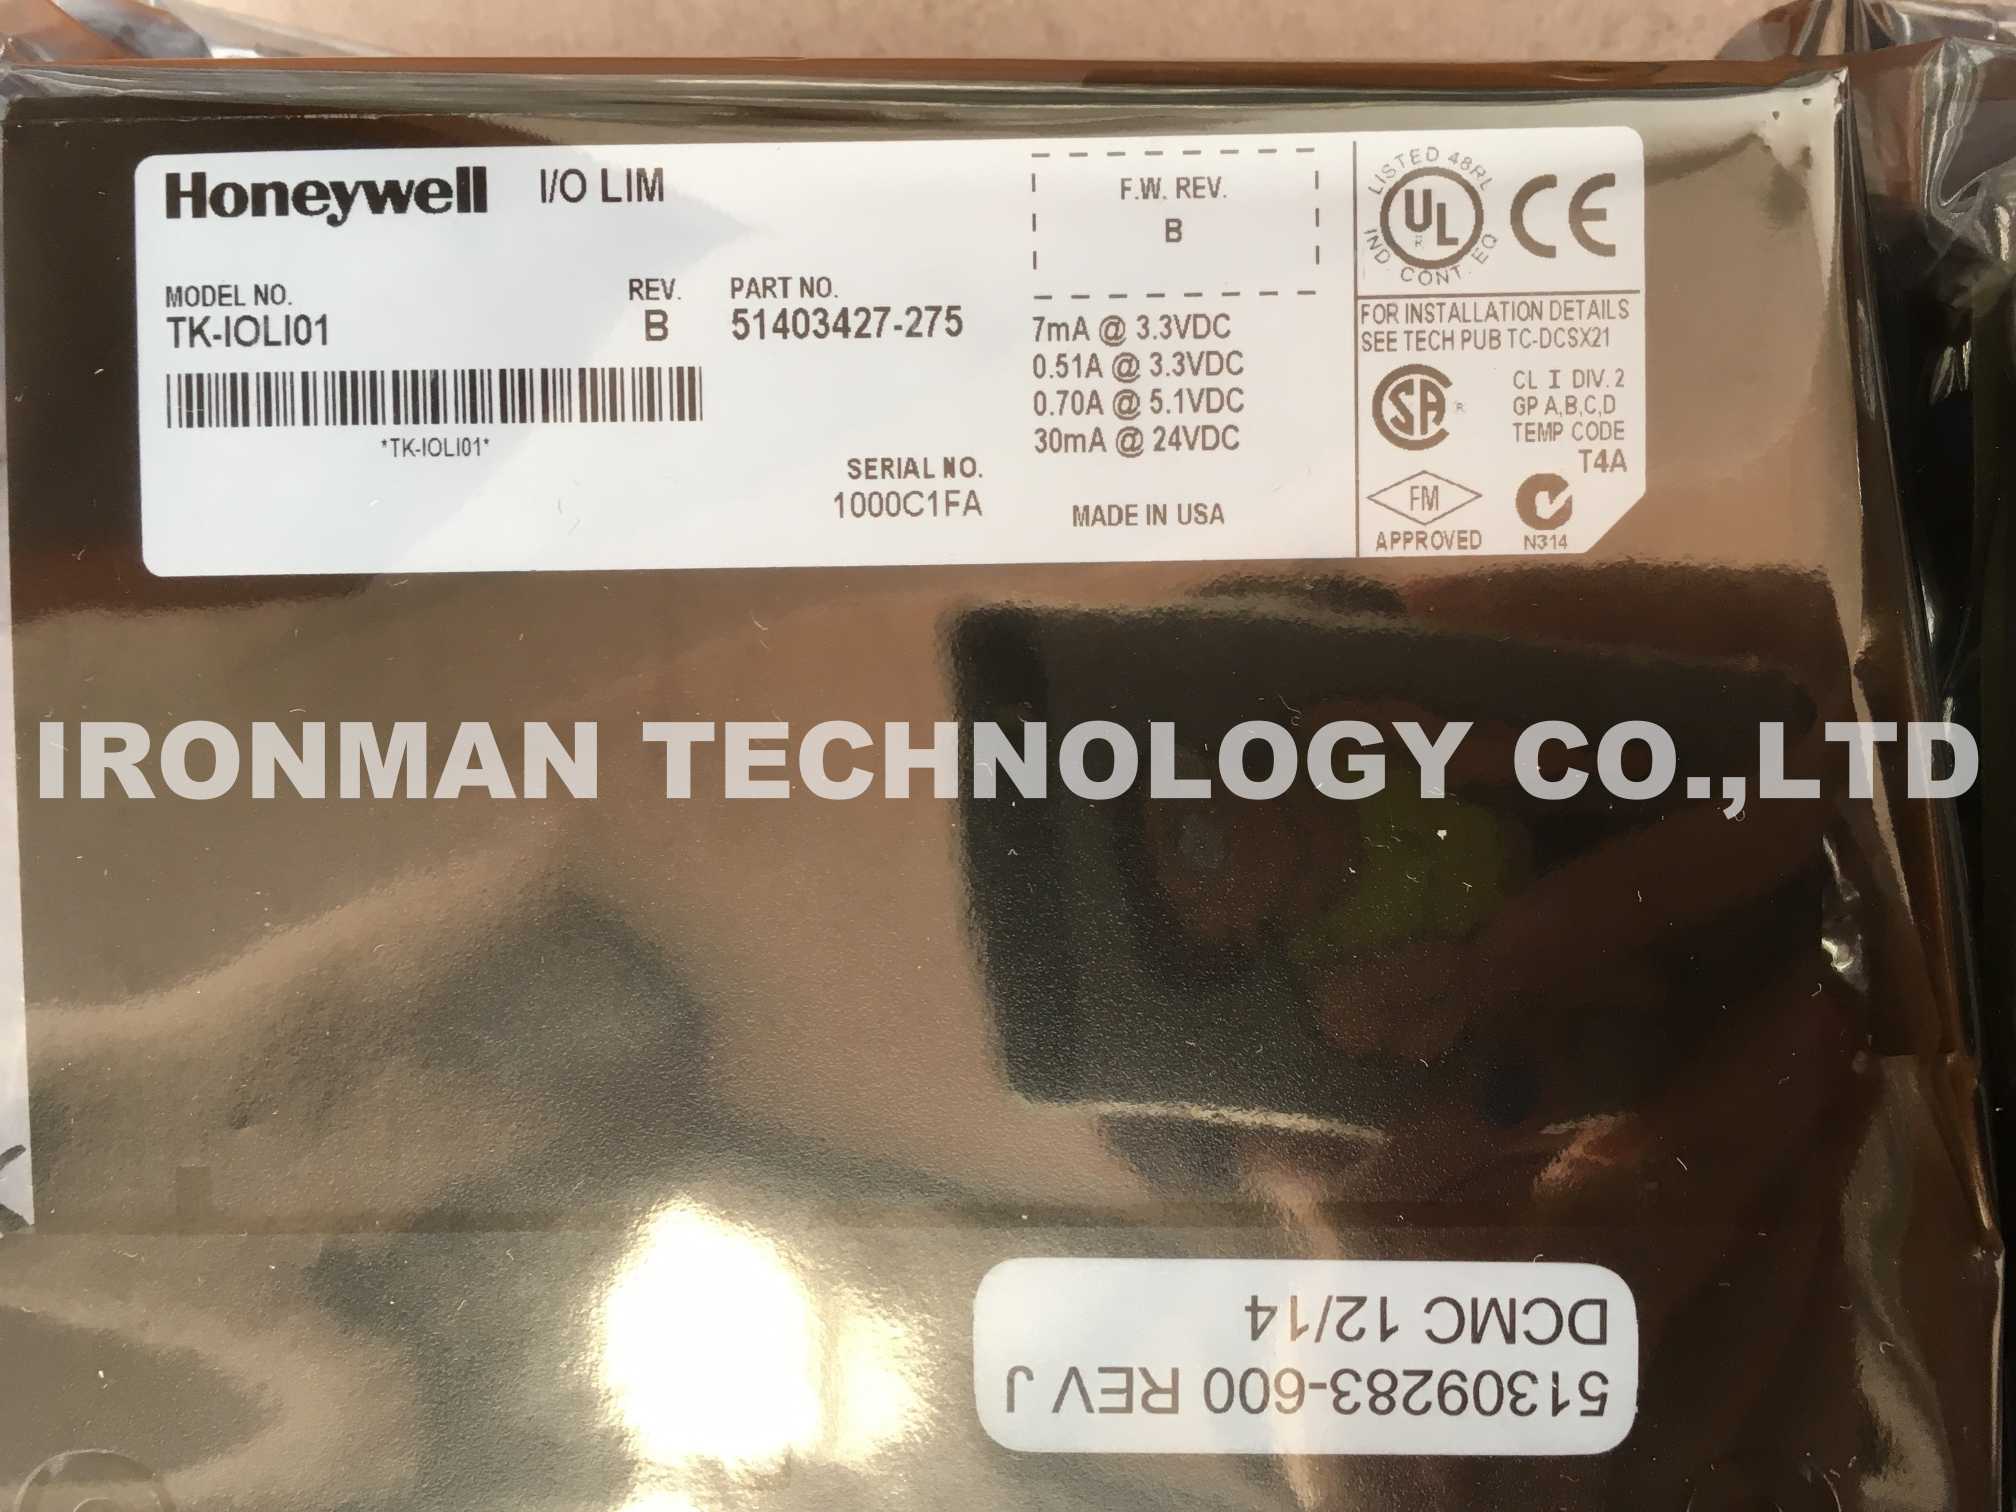 Honeywell I/O LIM
MODEL NO.
TK-IOLI01
REV.
B
PART NO.
51403427-275
*TK-IOLI01*
SERIAL NO.
1000C1FA
F.W. REV.
B
7mA @ 3.3VDC
0.51A @ 3.3VDC
0.70A @ 5.1VDC
30mA @ 24VDC
MADE IN USA
LISTED 48RL
UL
R
IND. CONT. EQ
CE
FOR INSTALLATION DETAILS
SEE TECH PUB TC-DCSX21
SA
R
CL I DIV. 2
GP A,B,C,D
TEMP CODE
T4A
FM
APPROVED
N314
IRONMAN TECHNOLOGY CO.,LTD
51309283-600 REV J
DCMC 12/14